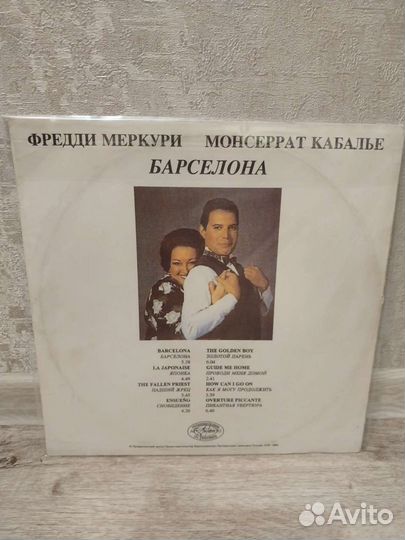 ФРЕДДИ МЕРКУРИ МОНСЕРРАТ КАБАЛЬЕ
БАРСЕЛОНА
BARCELONA
БАРСЕЛОНА
5.38
LA JAPONAISE
ЯПОНКА
4.49
THE FALLEN PRIEST
ПАДШИЙ ЖРЕЦ
5.45
ENSUEÑO
СНОВИДЕНИЕ
4.20
THE GOLDEN BOY
ЗОЛОТОЙ ПАРЕНЬ
6.04
GUIDE ME HOME
ПРОВОДИ МЕНЯ ДОМОЙ
2.41
HOW CAN I GO ON
КАК Я МОГУ ПРОДОЛЖИТЬ
3.59
OVERTURE PICCANTE
ПИКАНТНАЯ УВЕРТЮРА
6.40
Avito